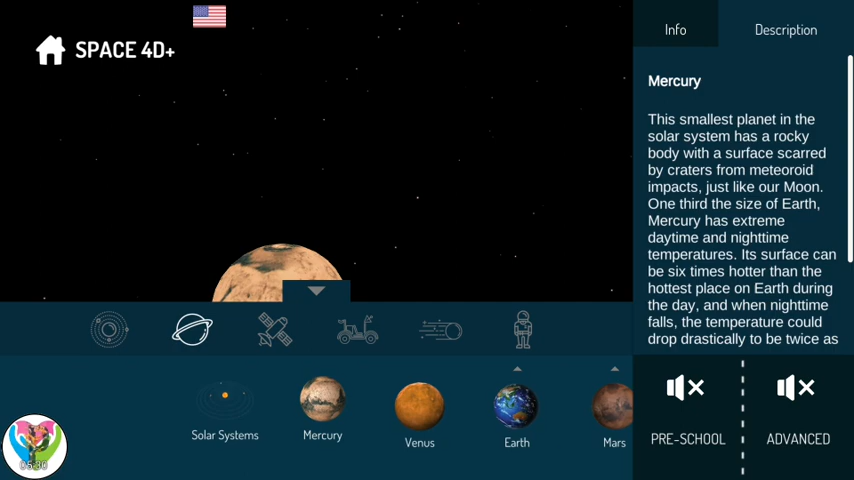 SPACE 4D+
Info
Description
Mercury
This smallest planet in the
solar system has a rocky
body with a surface scarred
by craters from meteoroid
impacts, just like our Moon.
One third the size of Earth,
Mercury has extreme
daytime and nighttime
temperatures. Its surface can
be six times hotter than the
hottest place on Earth during
the day, and when nighttime
falls, the temperature could
drop drastically to be twice as
Solar Systems
Mercury
Venus
Earth
Mars
PRE-SCHOOL
ADVANCED
05:30